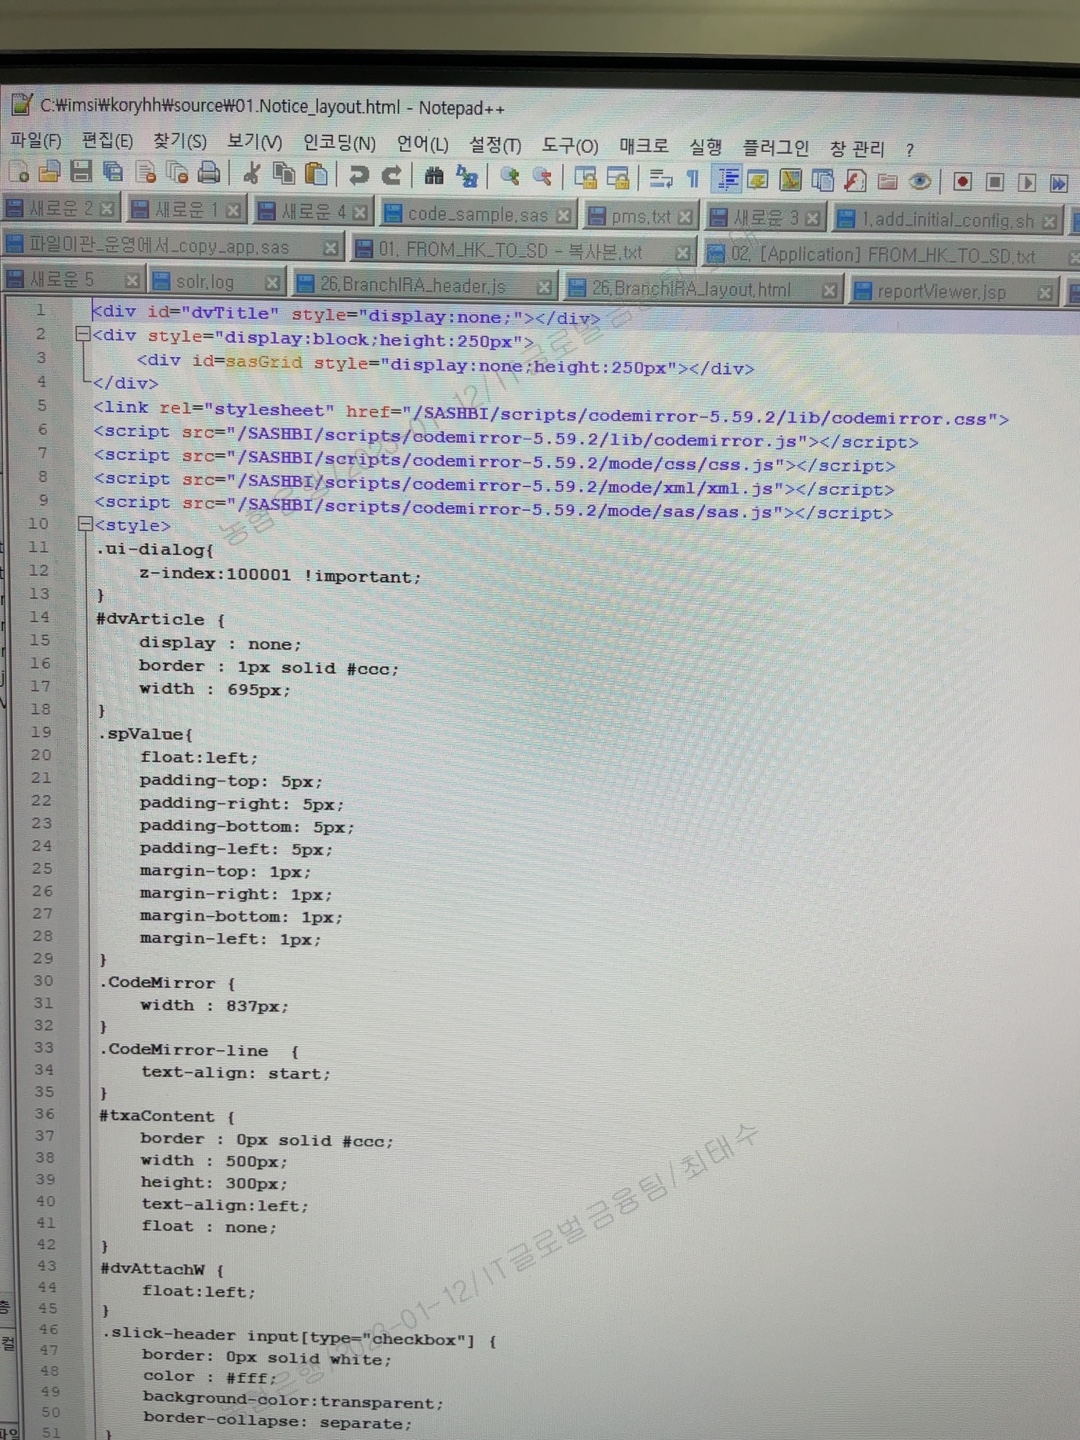 C:₩imsi₩koryhh₩source₩01.Notice_layout.html - Notepad++
파일(F) 편집(E) 찾기(S) 보기(V) 인코딩(N) 언어(L) 설정(T) 도구(O) 매크로 실행 플러그인 창 관리 ?
새로운 2 새로운 1 새로운 4 code_sample.sas pms.txt 새로운 3 1.add_initial_config.sh
파일이관_운영에서_copy_app.sas 01. FROM_HK_TO_SD - 복사본.txt 02. [Application] FROM_HK_TO_SD.txt
새로운 5 solr.log 26.BranchIRA_header.js 26.BranchIRA_layout.html reportViewer.jsp
1 <div id="dvTitle" style="display:none;"></div>
2 <div style="display:block;height:250px">
3 <div id=sasGrid style="display:none;height:250px"></div>
4 </div>
5 <link rel="stylesheet" href="/SASHBI/scripts/codemirror-5.59.2/lib/codemirror.css">
6 <script src="/SASHBI/scripts/codemirror-5.59.2/lib/codemirror.js"></script>
7 <script src="/SASHBI/scripts/codemirror-5.59.2/mode/css/css.js"></script>
8 <script src="/SASHBI/scripts/codemirror-5.59.2/mode/xml/xml.js"></script>
9 <script src="/SASHBI/scripts/codemirror-5.59.2/mode/sas/sas.js"></script>
10 <style>
11 .ui-dialog{
12 z-index:100001 !important;
13 }
14 #dvArticle {
15 display : none;
16 border : 1px solid #ccc;
17 width : 695px;
18 }
19 .spValue{
20 float:left;
21 padding-top: 5px;
22 padding-right: 5px;
23 padding-bottom: 5px;
24 padding-left: 5px;
25 margin-top: 1px;
26 margin-right: 1px;
27 margin-bottom: 1px;
28 margin-left: 1px;
29 }
30 .CodeMirror {
31 width : 837px;
32 }
33 .CodeMirror-line {
34 text-align: start;
35 }
36 #txaContent {
37 border : 0px solid #ccc;
38 width : 500px;
39 height: 300px;
40 text-align:left;
41 float : none;
42 }
43 #dvAttachW {
44 float:left;
45 }
46 .slick-header input[type="checkbox"] {
47 border: 0px solid white;
48 color : #fff;
49 background-color:transparent;
50 border-collapse: separate;
51 }
농협은행/2023-01-12/IT글로벌금융팀/최태수